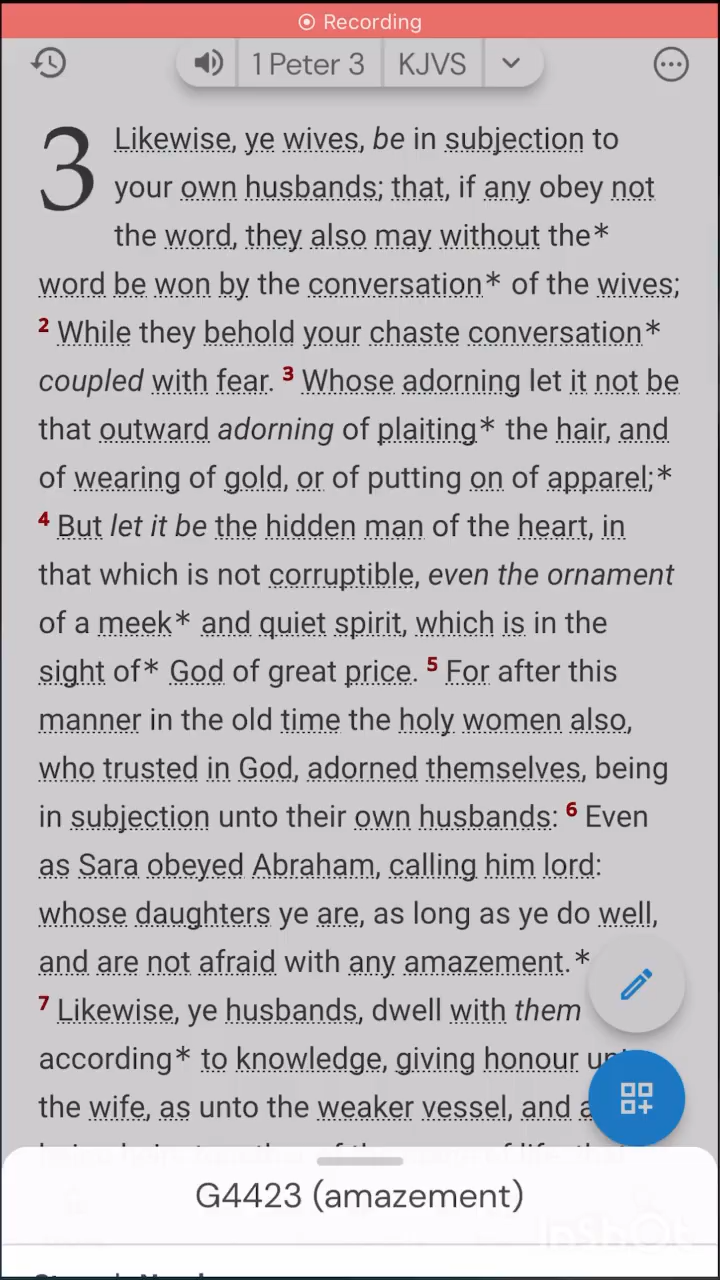 Recording
1 Peter 3 KJVS
3 Likewise, ye wives, be in subjection to
your own husbands; that, if any obey not
the word, they also may without the*
word be won by the conversation* of the wives;
2 While they behold your chaste conversation*
coupled with fear. 3 Whose adorning let it not be
that outward adorning of plaiting* the hair, and
of wearing of gold, or of putting on of apparel;*
4 But let it be the hidden man of the heart, in
that which is not corruptible, even the ornament
of a meek* and quiet spirit, which is in the
sight of* God of great price. 5 For after this
manner in the old time the holy women also,
who trusted in God, adorned themselves, being
in subjection unto their own husbands: 6 Even
as Sara obeyed Abraham, calling him lord:
whose daughters ye are, as long as ye do well,
and are not afraid with any amazement.*
7 Likewise, ye husbands, dwell with them
according* to knowledge, giving honour
the wife, as unto the weaker vessel, and
G4423 (amazement)
InShot